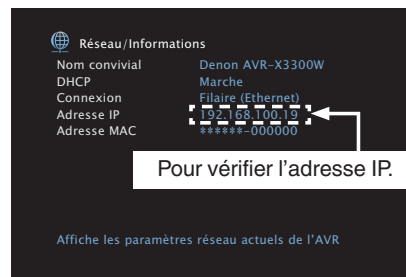 Réseau/Informations
Nom convivial Denon AVR-X3300W
DHCP Marche
Connexion Filaire (Ethernet)
Adresse IP 192.168.100.19
Adresse MAC ******-000000
Pour vérifier l’adresse IP.
Affiche les paramètres réseau actuels de l’AVR